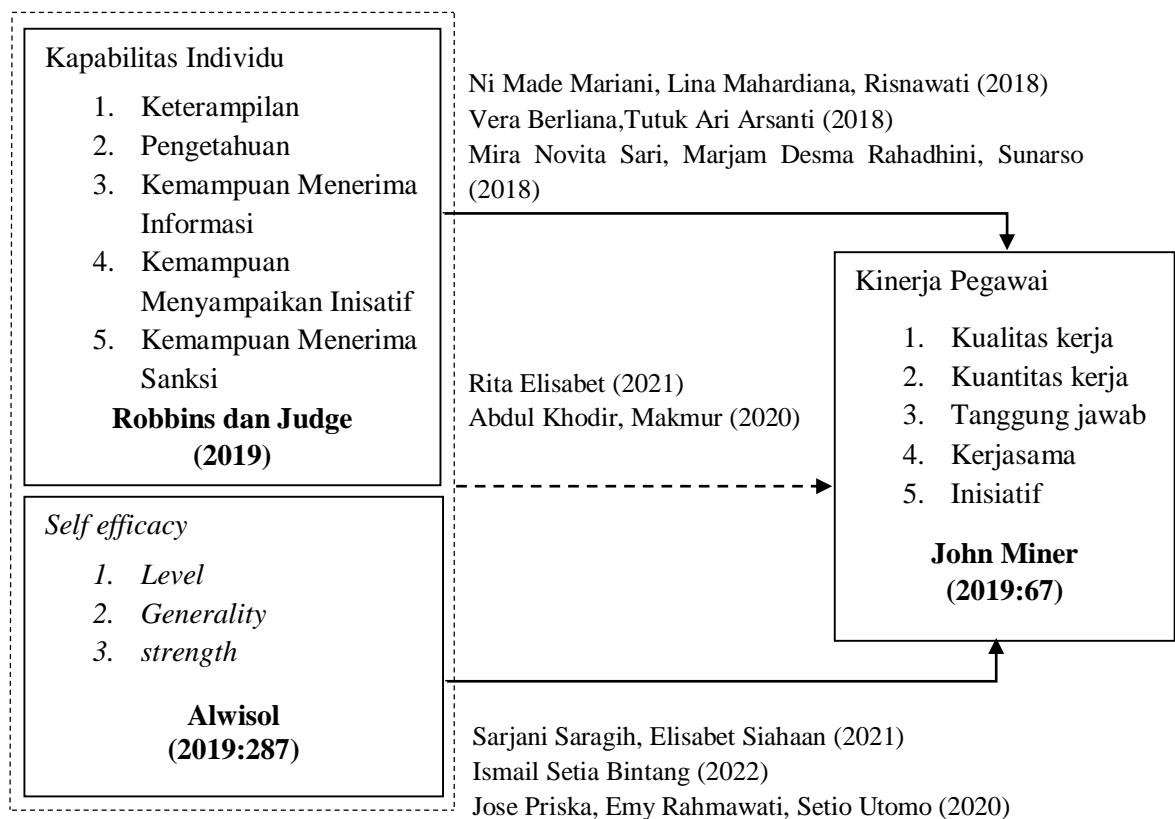 Kapabilitas Individu
1. Keterampilan
2. Pengetahuan
3. Kemampuan Menerima
Informasi
4. Kemampuan
Menyampaikan Inisatif
5. Kemampuan Menerima
Sanksi
Robbins dan Judge
(2019)
Self efficacy
1. Level
2. Generality
3. strength
Alwisol
(2019:287)
Ni Made Mariani, Lina Mahardiana, Risnawati (2018)
Vera Berliana,Tutuk Ari Arsanti (2018)
Mira Novita Sari, Marjam Desma Rahadhini, Sunarso
(2018)
Rita Elisabet (2021)
Abdul Khodir, Makmur (2020)
Sarjani Saragih, Elisabet Siahaan (2021)
Ismail Setia Bintang (2022)
Jose Priska, Emy Rahmawati, Setio Utomo (2020)
Kinerja Pegawai
1. Kualitas kerja
2. Kuantitas kerja
3. Tanggung jawab
4. Kerjasama
5. Inisiatif
John Miner
(2019:67)